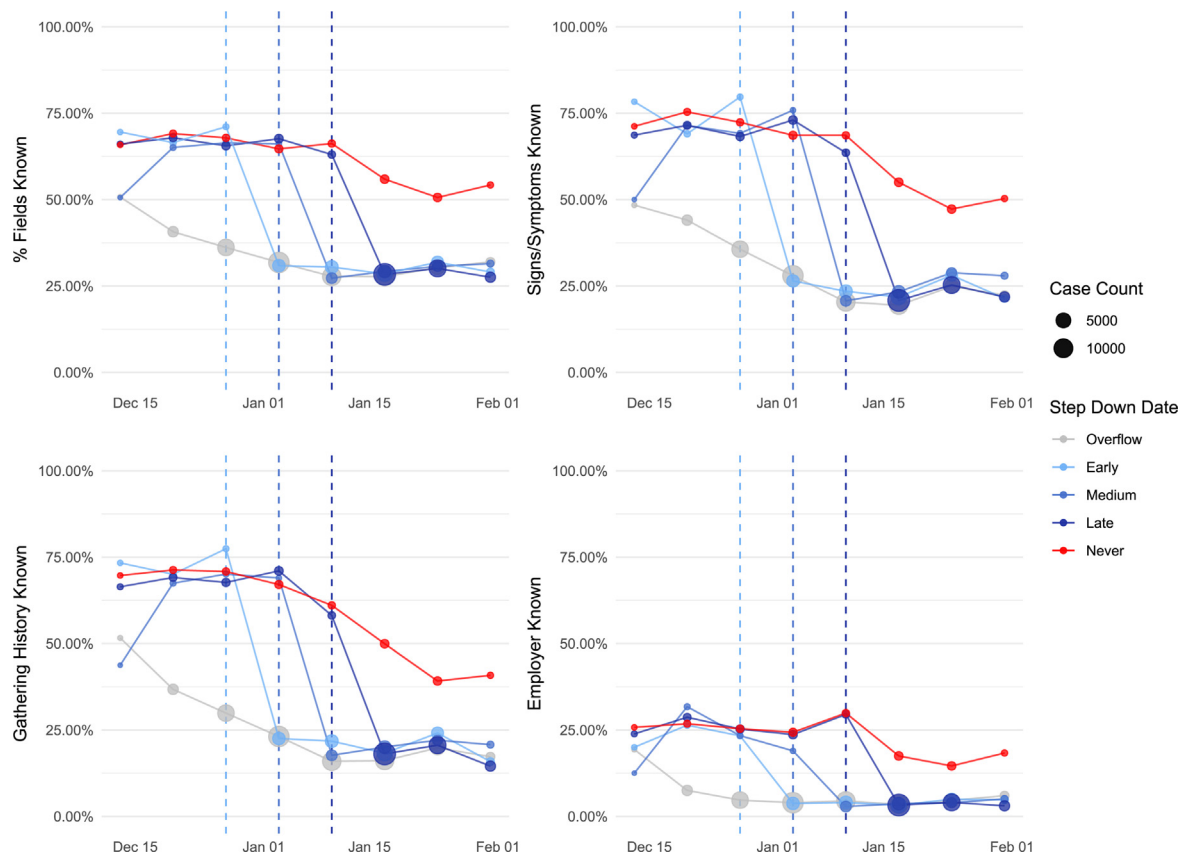 100.00%
75.00%
50.00%
25.00%
0.00%
% Fields Known
Dec 15
Jan 01
Jan 15
Feb 01
100.00%
75.00%
50.00%
25.00%
0.00%
Signs/Symptoms Known
Dec 15
Jan 01
Jan 15
Feb 01
100.00%
75.00%
50.00%
25.00%
0.00%
Gathering History Known
Dec 15
Jan 01
Jan 15
Feb 01
100.00%
75.00%
50.00%
25.00%
0.00%
Employer Known
Dec 15
Jan 01
Jan 15
Feb 01
Case Count
5000
10000
Step Down Date
Overflow
Early
Medium
Late
Never